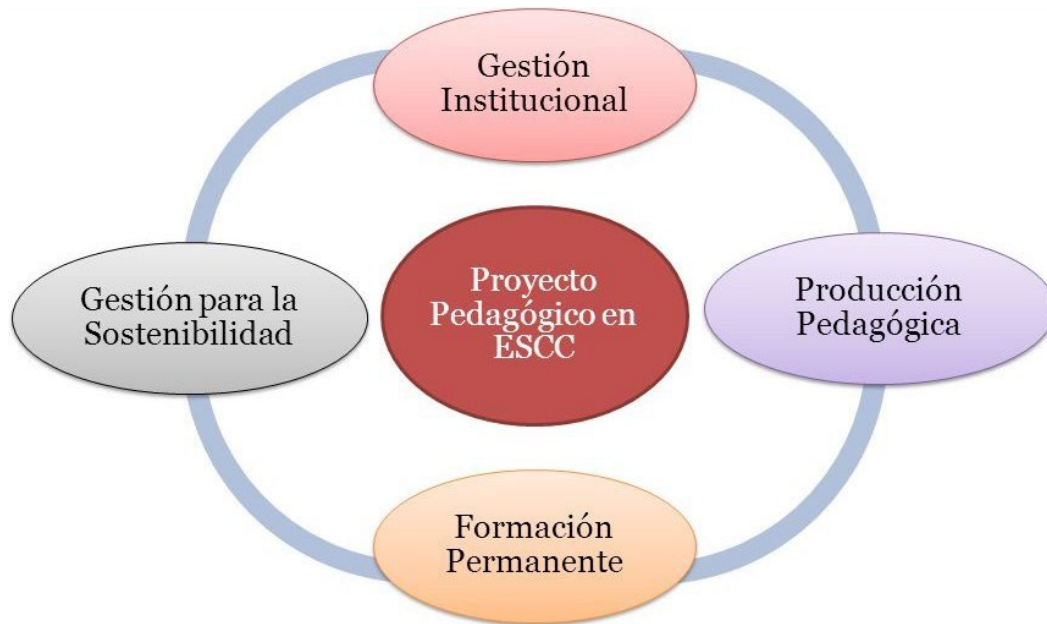 Gestión
Institucional
Gestión para la
Sostenibilidad
Proyecto
Pedagógico en
ESCC
Producción
Pedagógica
Formación
Permanente